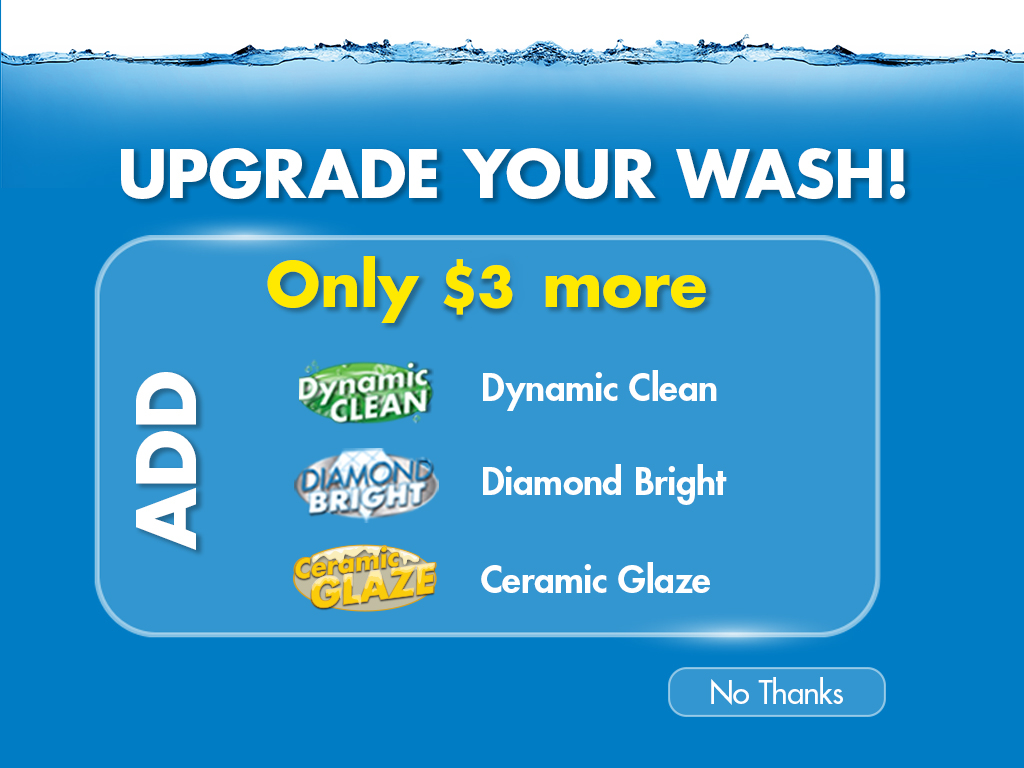 UPGRADE YOUR WASH!
Only $3 more
ADD
Dynamic
CLEAN
Dynamic Clean
DIAMOND
BRIGHT
Diamond Bright
Ceramic
GLAZE
Ceramic Glaze
No Thanks